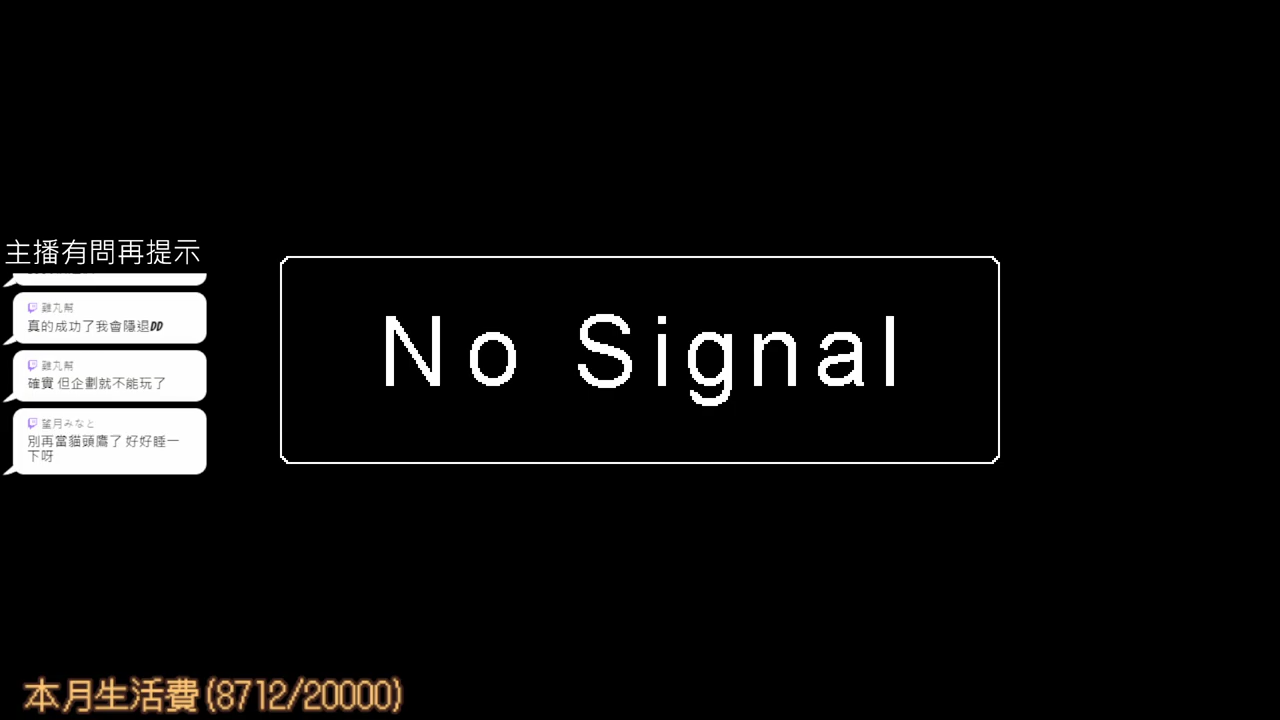 主播有問再提示
雞丸幫
真的成功了我會隱退DD
雞丸幫
確實 但企劃就不能玩了
望月みなと
別再當貓頭鷹了 好好睡一
下呀
No Signal
本月生活費(8712/20000)